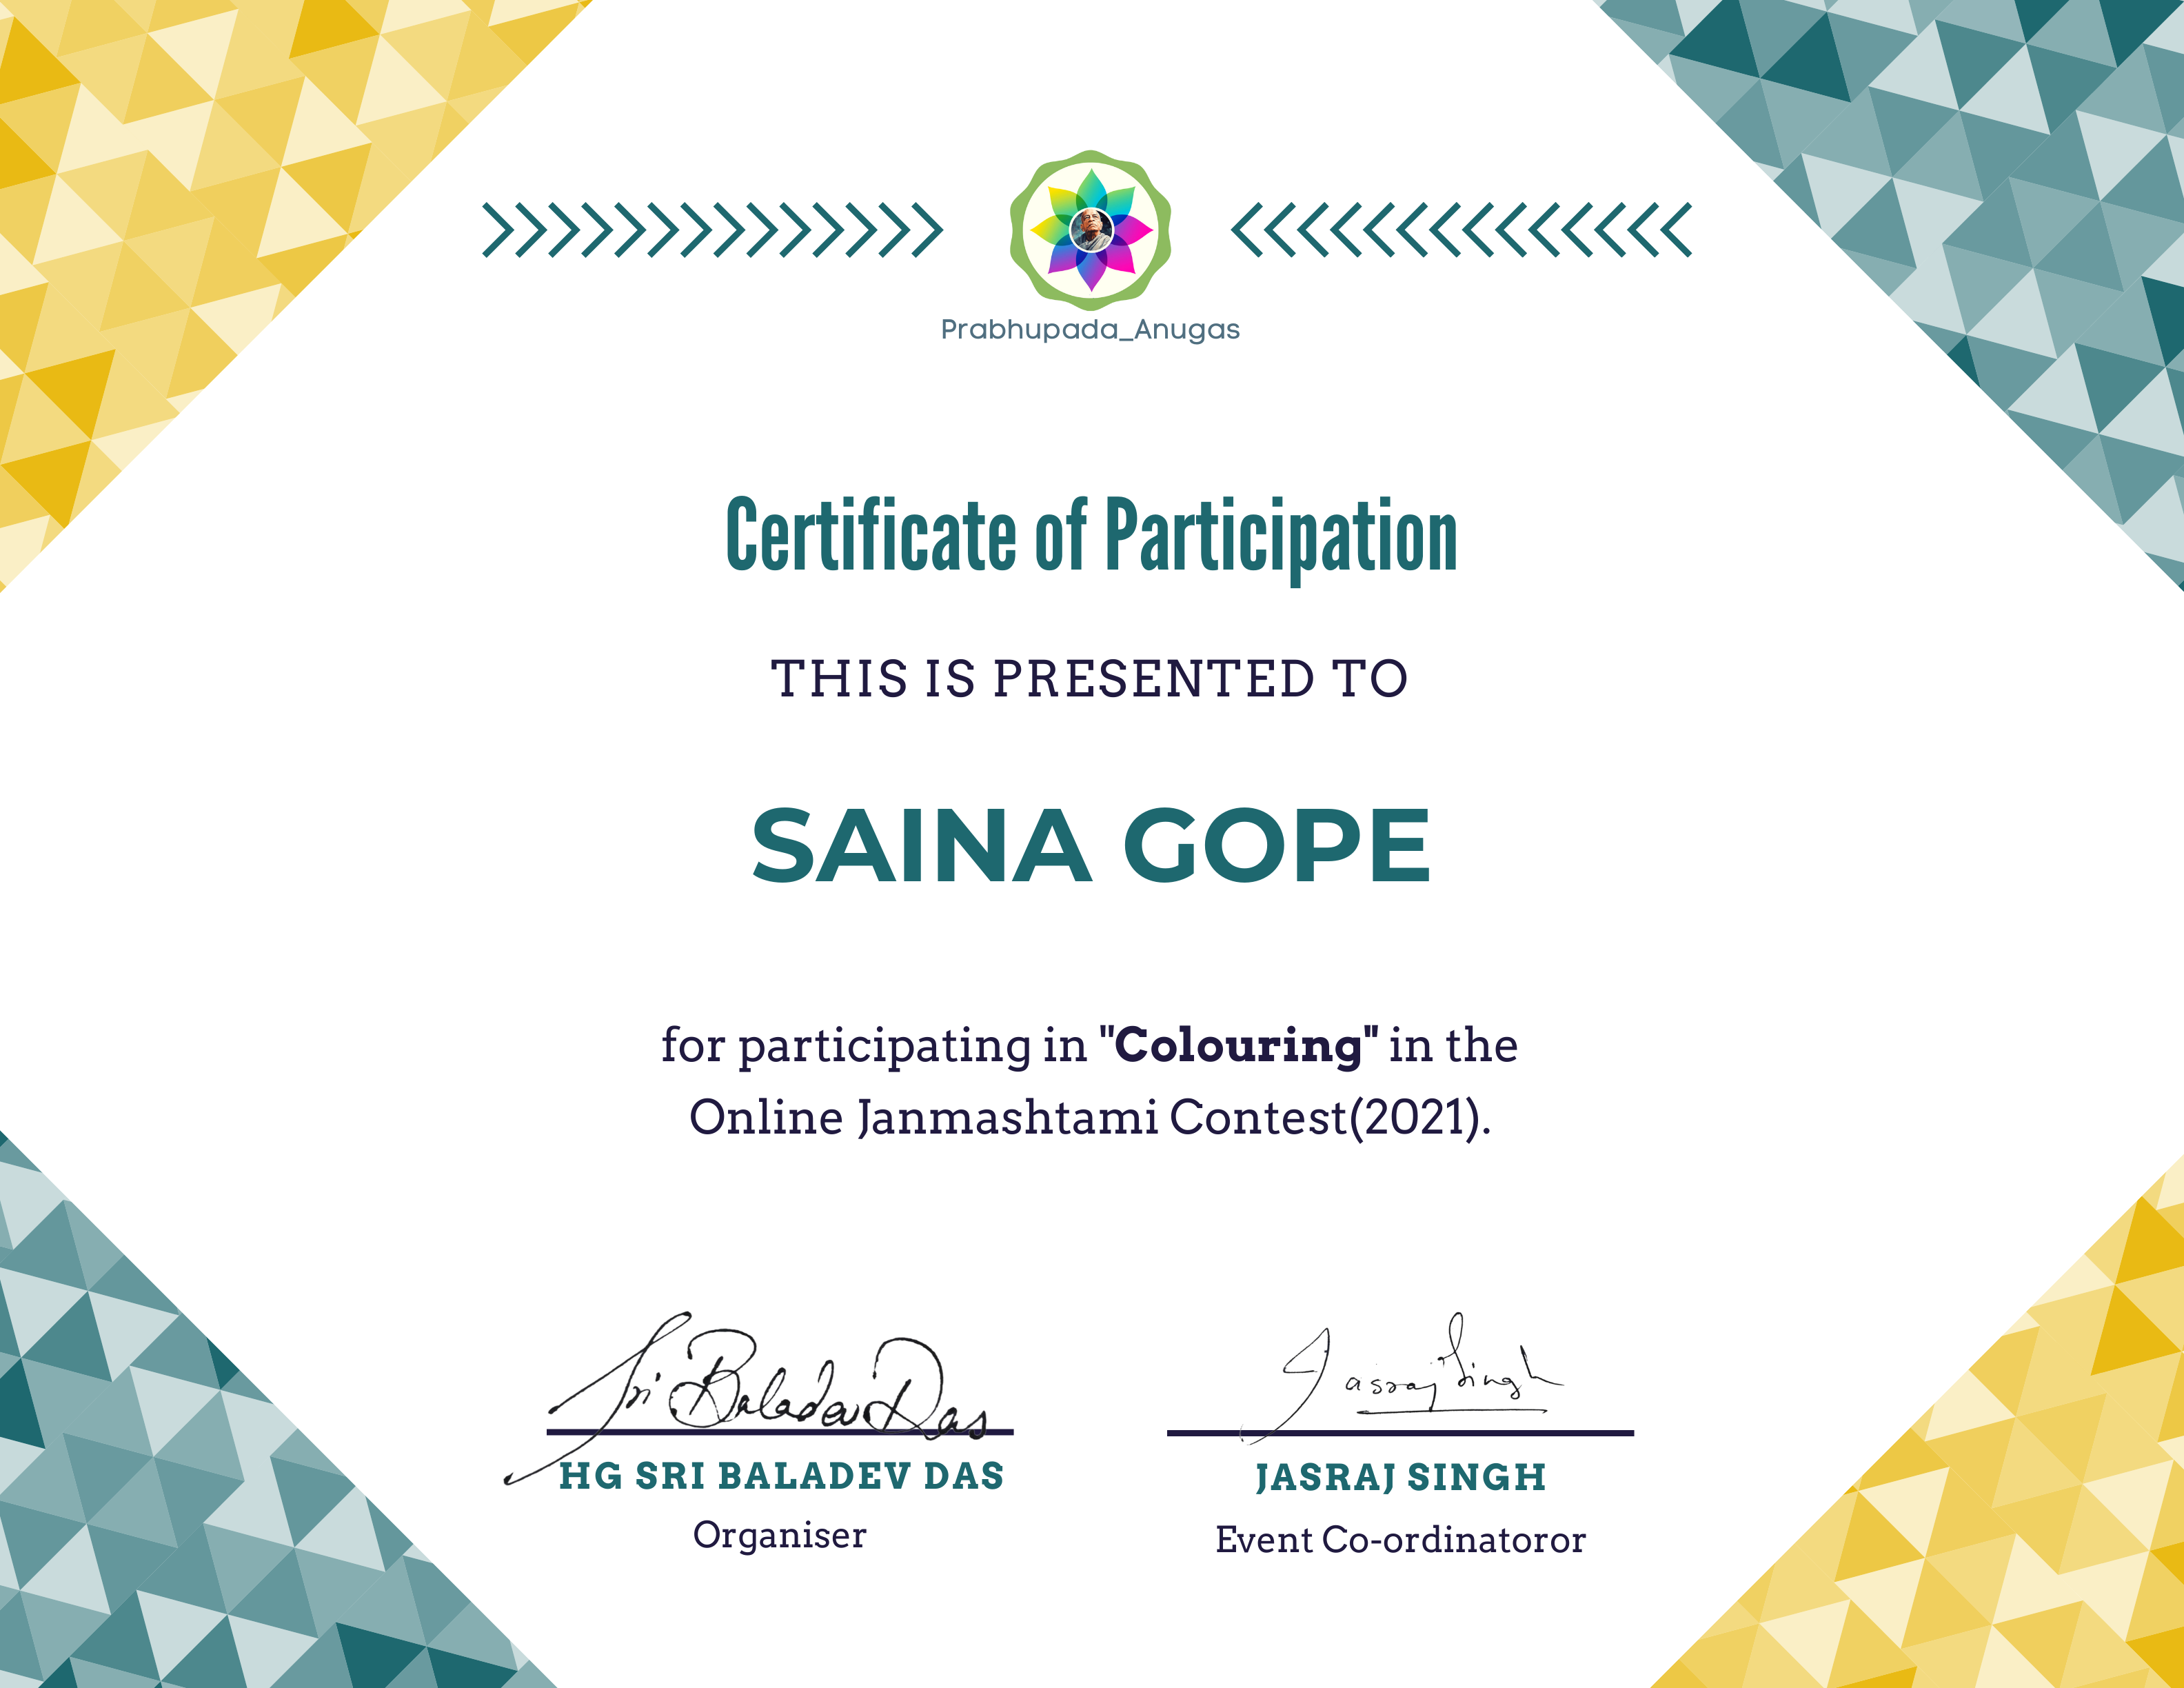 Prabhupada_Anugas
Certificate of Participation
THIS IS PRESENTED TO
SAINA GOPE
for participating in "Colouring" in the
Online Janmashtami Contest(2021).
Sri Baladev Das
Jasraj Singh
HG SRI BALADEV DAS
JASRAJ SINGH
Organiser
Event Co-ordinatoror